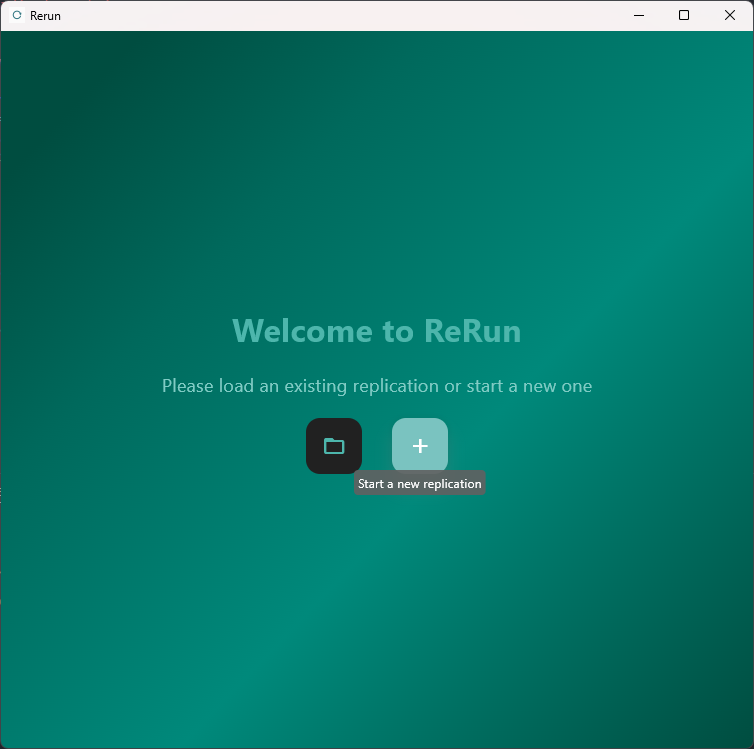 Rerun
Welcome to ReRun
Please load an existing replication or start a new one
Start a new replication